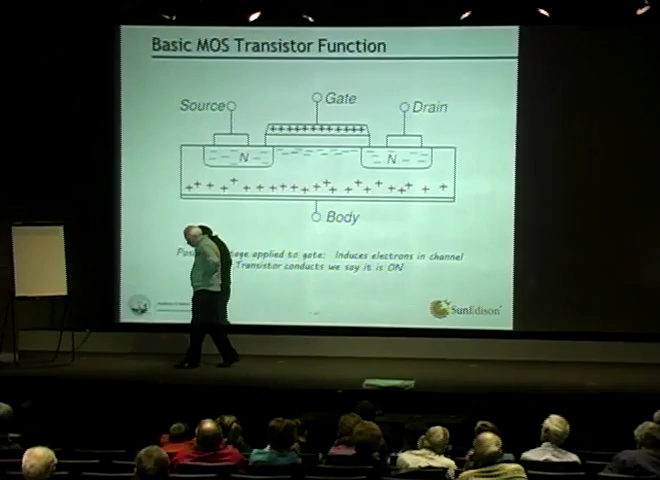 Basic MOS Transistor Function
Source
Gate
Drain
N
N
Body
applied to gate: Induces electrons in channel
Transistor conducts we say it is ON
SunEdison